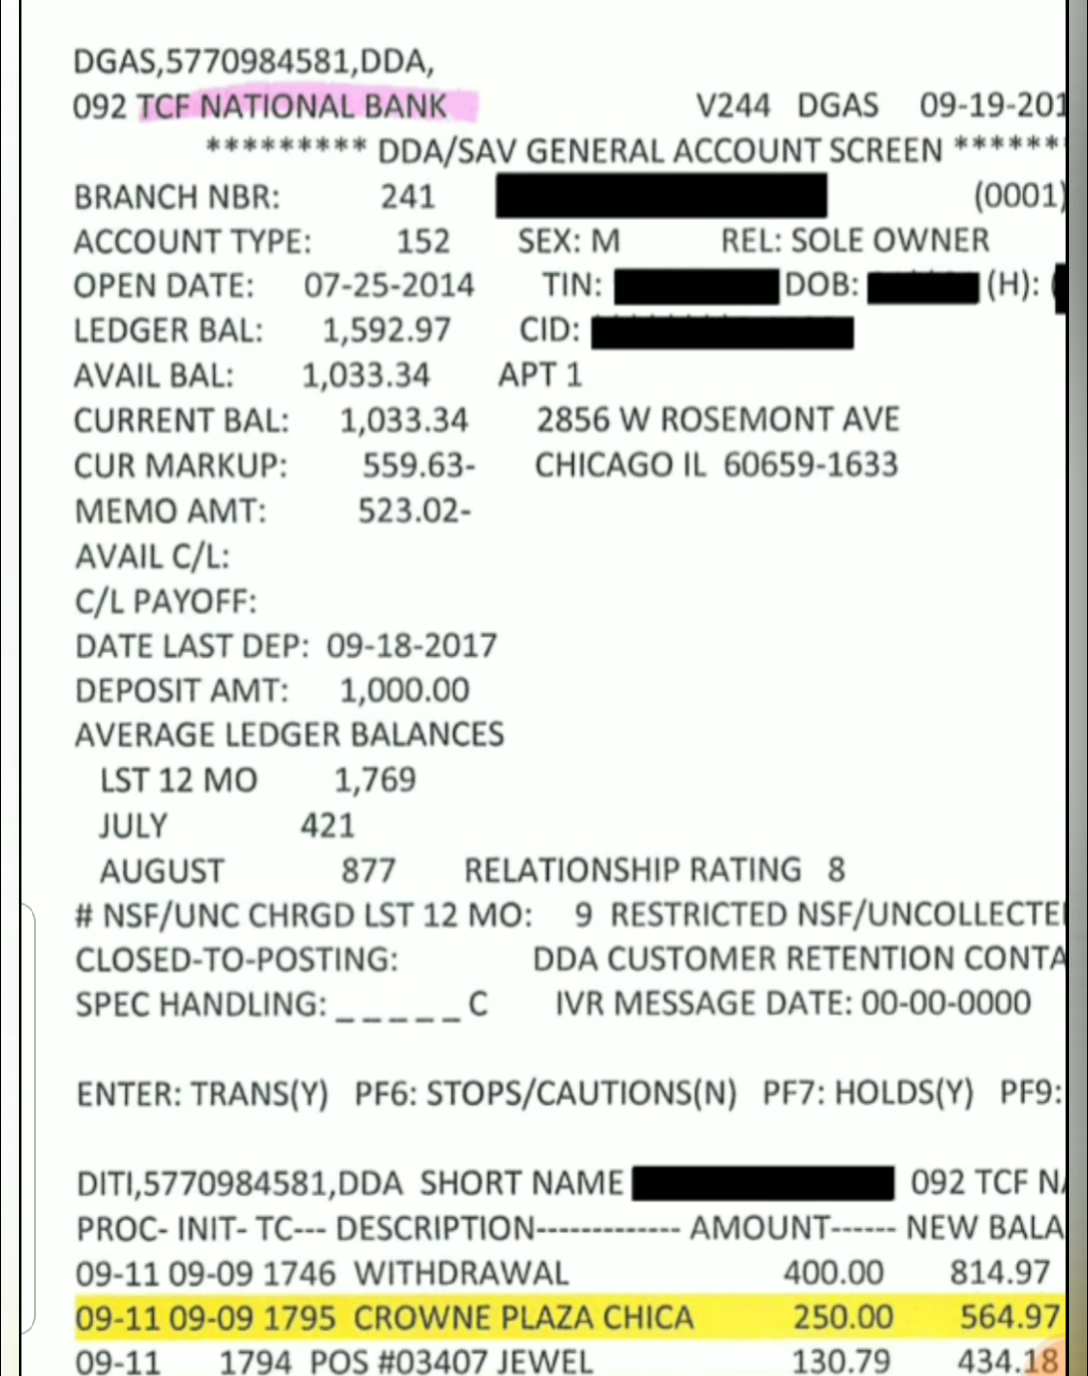 DGAS,5770984581,DDA,
092 TCF NATIONAL BANK V244 DGAS 09-19-201
********* DDA/SAV GENERAL ACCOUNT SCREEN *******
BRANCH NBR: 241 (0001)
ACCOUNT TYPE: 152 SEX: M REL: SOLE OWNER
OPEN DATE: 07-25-2014 TIN: DOB: (H): (
LEDGER BAL: 1,592.97 CID:
AVAIL BAL: 1,033.34 APT 1
CURRENT BAL: 1,033.34 2856 W ROSEMONT AVE
CUR MARKUP: 559.63- CHICAGO IL 60659-1633
MEMO AMT: 523.02-
AVAIL C/L:
C/L PAYOFF:
DATE LAST DEP: 09-18-2017
DEPOSIT AMT: 1,000.00
AVERAGE LEDGER BALANCES
LST 12 MO 1,769
JULY 421
AUGUST 877 RELATIONSHIP RATING 8
# NSF/UNC CHRGD LST 12 MO: 9 RESTRICTED NSF/UNCOLLECTE
CLOSED-TO-POSTING: DDA CUSTOMER RETENTION CONTA
SPEC HANDLING: _ _ _ _ _ C IVR MESSAGE DATE: 00-00-0000
ENTER: TRANS(Y) PF6: STOPS/CAUTIONS(N) PF7: HOLDS(Y) PF9:
DITI,5770984581,DDA SHORT NAME 092 TCF NA
PROC- INIT- TC--- DESCRIPTION------------- AMOUNT------ NEW BALA
09-11 09-09 1746 WITHDRAWAL 400.00 814.97
09-11 09-09 1795 CROWNE PLAZA CHICA 250.00 564.97
09-11 1794 POS #03407 JEWEL 130.79 434.18